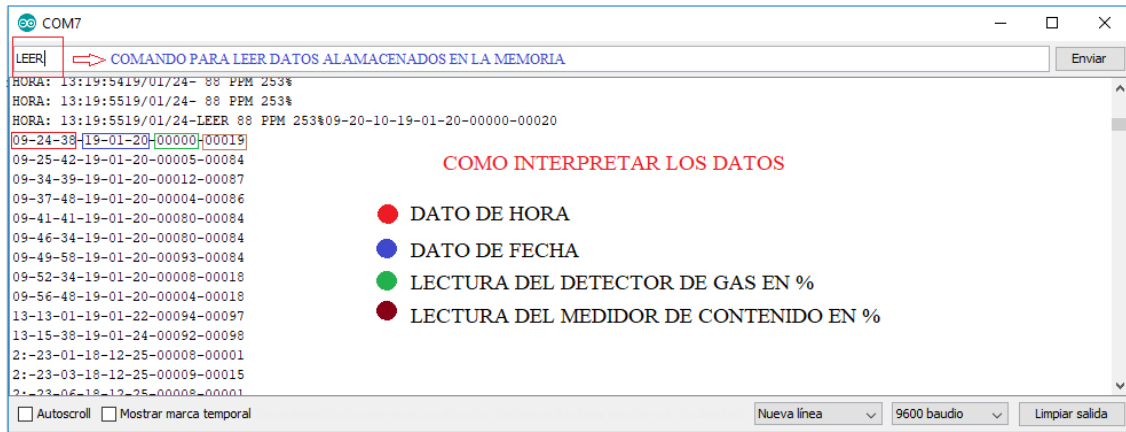 COM7
LEER COMANDO PARA LEER DATOS ALAMACENADOS EN LA MEMORIA Enviar
HORA: 13:19:5419/01/24- 88 PPM 253%
HORA: 13:19:5519/01/24- 88 PPM 253%
HORA: 13:19:5519/01/24-LEER 88 PPM 253%09-20-10-19-01-20-00000-00020
09-24-38-19-01-20-00000-00019
09-25-42-19-01-20-00005-00084
09-34-39-19-01-20-00012-00087
09-37-48-19-01-20-00004-00086
09-41-41-19-01-20-00080-00084
09-46-34-19-01-20-00080-00084
09-49-58-19-01-20-00093-00084
09-52-34-19-01-20-00008-00018
09-56-48-19-01-20-00004-00018
13-13-01-19-01-22-00094-00097
13-15-38-19-01-24-00092-00098
2:-23-01-18-12-25-00008-00001
2:-23-03-18-12-25-00009-00015
2:-23-06-18-12-25-00008-00001
COMO INTERPRETAR LOS DATOS
DATO DE HORA
DATO DE FECHA
LECTURA DEL DETECTOR DE GAS EN %
LECTURA DEL MEDIDOR DE CONTENIDO EN %
Autoscroll Mostrar marca temporal Nueva línea 9600 baudio Limpiar salida